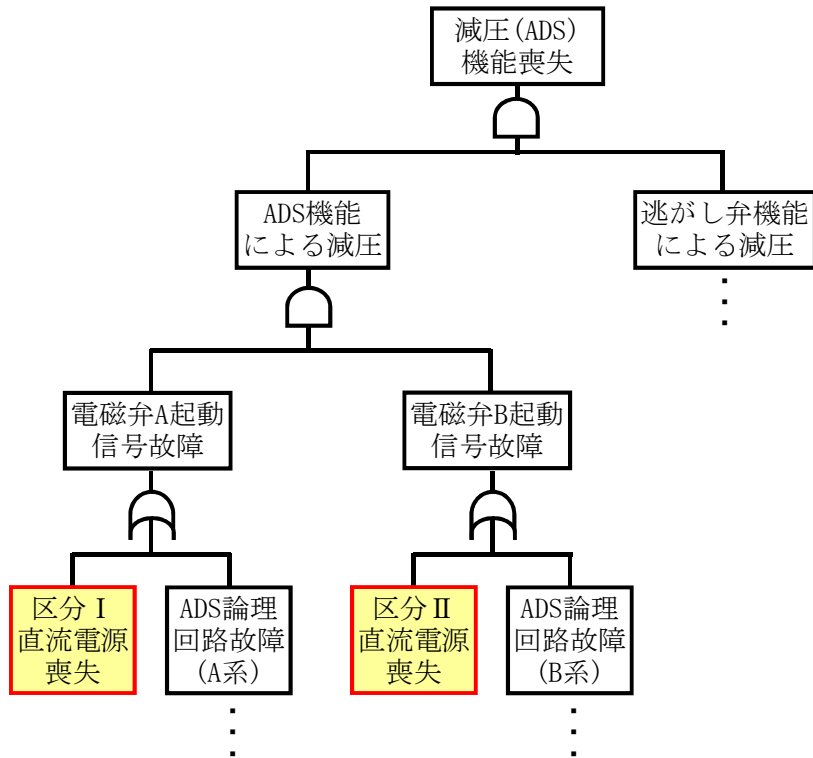 減圧(ADS)
機能喪失
ADS機能
による減圧
逃がし弁機能
による減圧
電磁弁A起動
信号故障
電磁弁B起動
信号故障
区分Ⅰ
直流電源
喪失
ADS論理
回路故障
(A系)
区分Ⅱ
直流電源
喪失
ADS論理
回路故障
(B系)